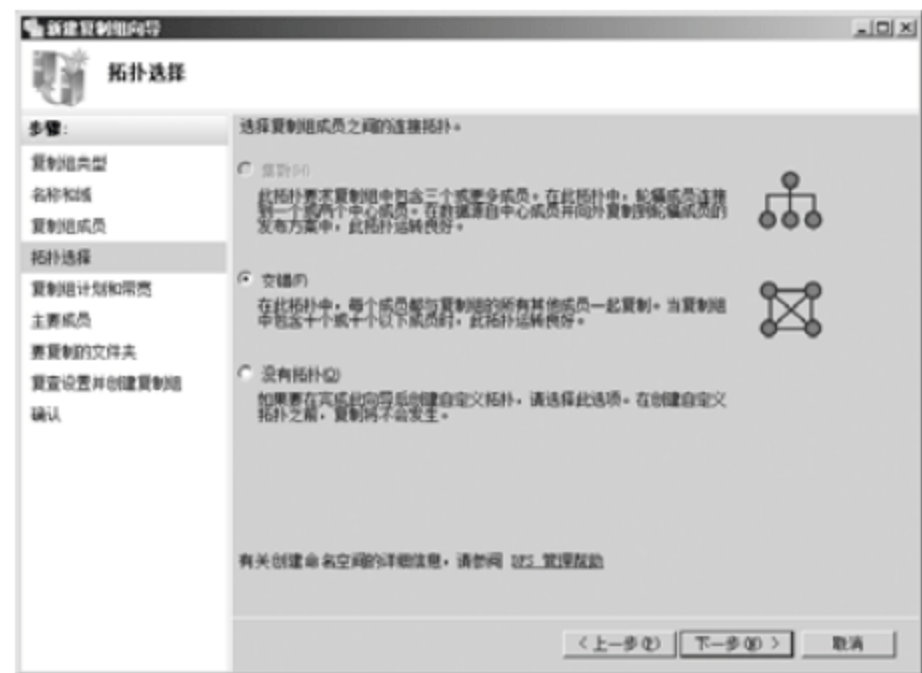 新建复制组向导
拓扑选择
步骤:
复制组类型
名称和域
复制组成员
拓扑选择
复制组计划和带宽
主要成员
要复制的文件夹
复查设置并创建复制组
确认
选择复制组成员之间的连接拓扑。
集散(H)
此拓扑要求复制组中包含三个或更多成员。在此拓扑中，轮辐成员连接
到一个或两个中心成员。在数据源自中心成员并向外复制到轮辐成员的
发布方案中，此拓扑运转良好。
交错(F)
在此拓扑中，每个成员都与复制组的所有其他成员一起复制。当复制组
中包含十个或十个以下成员时，此拓扑运转良好。
没有拓扑(O)
如果要在完成此向导后创建自定义拓扑，请选择此选项。在创建自定义
拓扑之前，复制将不会发生。
有关创建命名空间的详细信息，请参阅 DFS 管理帮助
<上一步(P)
下一步(N) >
取消